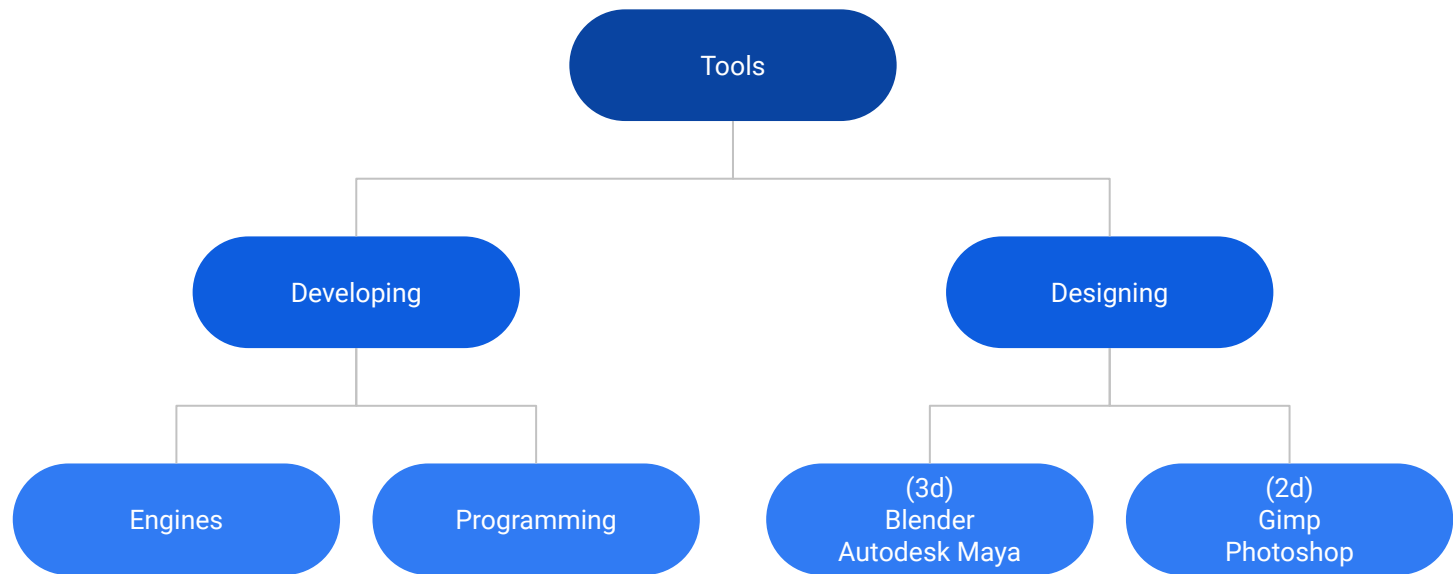 Tools
Developing
Designing
Engines
Programming
(3d)
Blender
Autodesk Maya
(2d)
Gimp
Photoshop